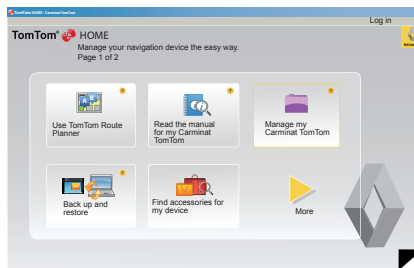 TomTom HOME - Carminat TomTom
Log in
TomTom HOME
Manage your navigation device the easy way.
Page 1 of 2
Use TomTom Route
Planner
Read the manual
for my Carminat
TomTom
Manage my
Carminat TomTom
Back up and
restore
Find accessories for
my device
More